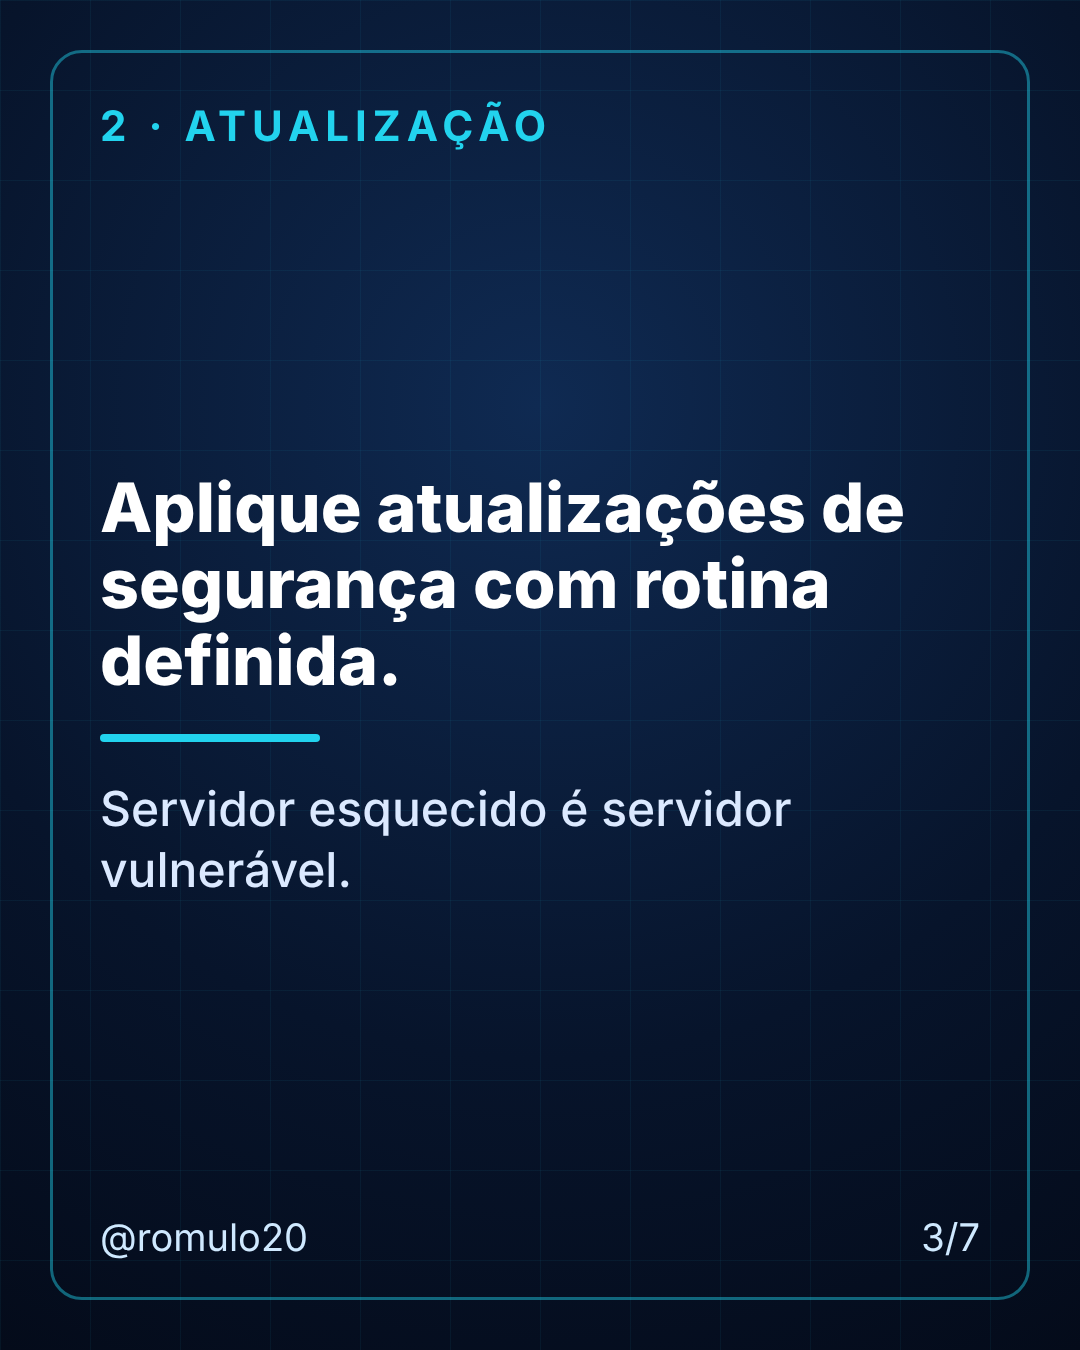 2 · ATUALIZAÇÃO
Aplique atualizações de
segurança com rotina
definida.
Servidor esquecido é servidor
vulnerável.
@romulo20
3/7